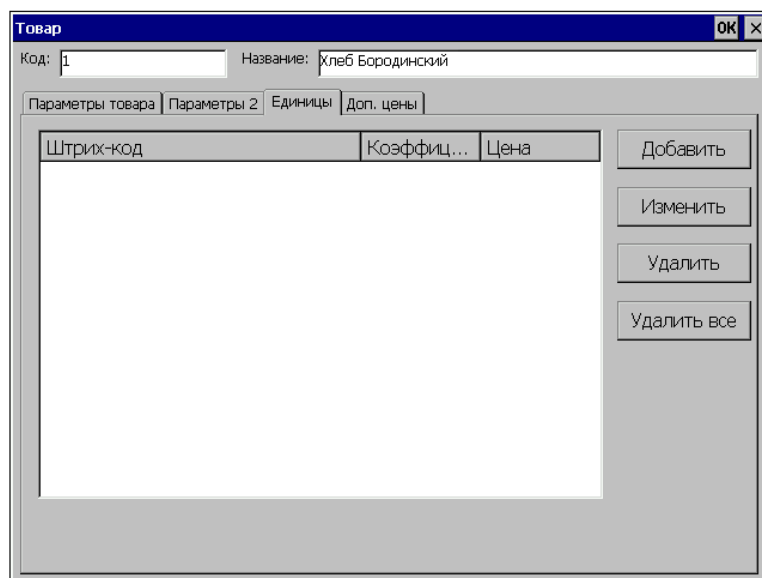 Товар OK ×
Код: 1 Название: Хлеб Бородинский
Параметры товара Параметры 2 Единицы Доп. цены
Штрих-код Коэффиц... Цена
Добавить
Изменить
Удалить
Удалить все